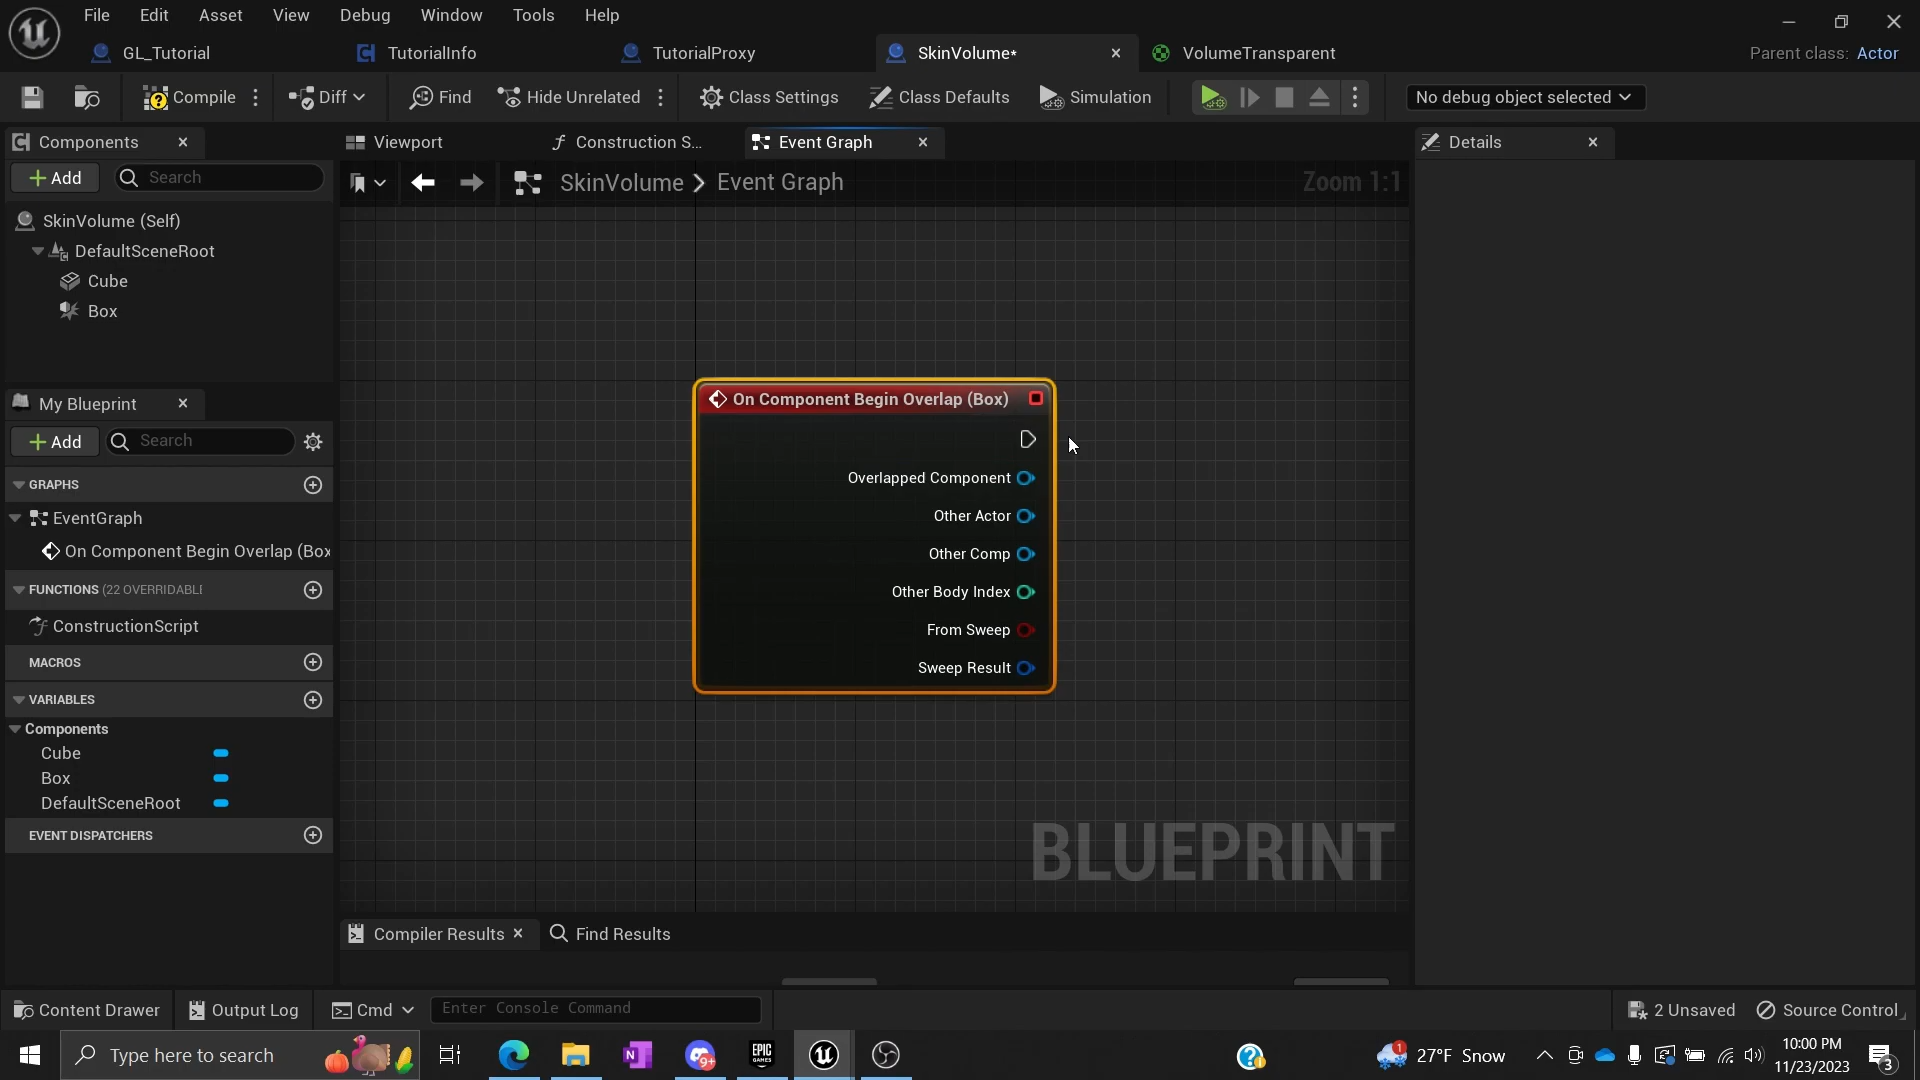 File Edit Asset View Debug Window Tools Help
GL_Tutorial TutorialInfo TutorialProxy SkinVolume* VolumeTransparent Parent class: Actor
Compile Diff Find Hide Unrelated Class Settings Class Defaults Simulation No debug object selected
Components Viewport Construction S... Event Graph Details
Add Search
SkinVolume > Event Graph Zoom 1:1
SkinVolume (Self)
DefaultSceneRoot
Cube
Box
On Component Begin Overlap (Box)
Overlapped Component
Other Actor
Other Comp
Other Body Index
From Sweep
Sweep Result
My Blueprint
Add Search
GRAPHS
EventGraph
On Component Begin Overlap (Box
FUNCTIONS (22 OVERRIDABLE
ConstructionScript
MACROS
VARIABLES
Components
Cube
Box
DefaultSceneRoot
EVENT DISPATCHERS
BLUEPRINT
Compiler Results Find Results
Content Drawer Output Log Cmd Enter Console Command 2 Unsaved Source Control
Type here to search 9+ EPIC GAMES 1 27°F Snow 10:00 PM
11/23/2023 3